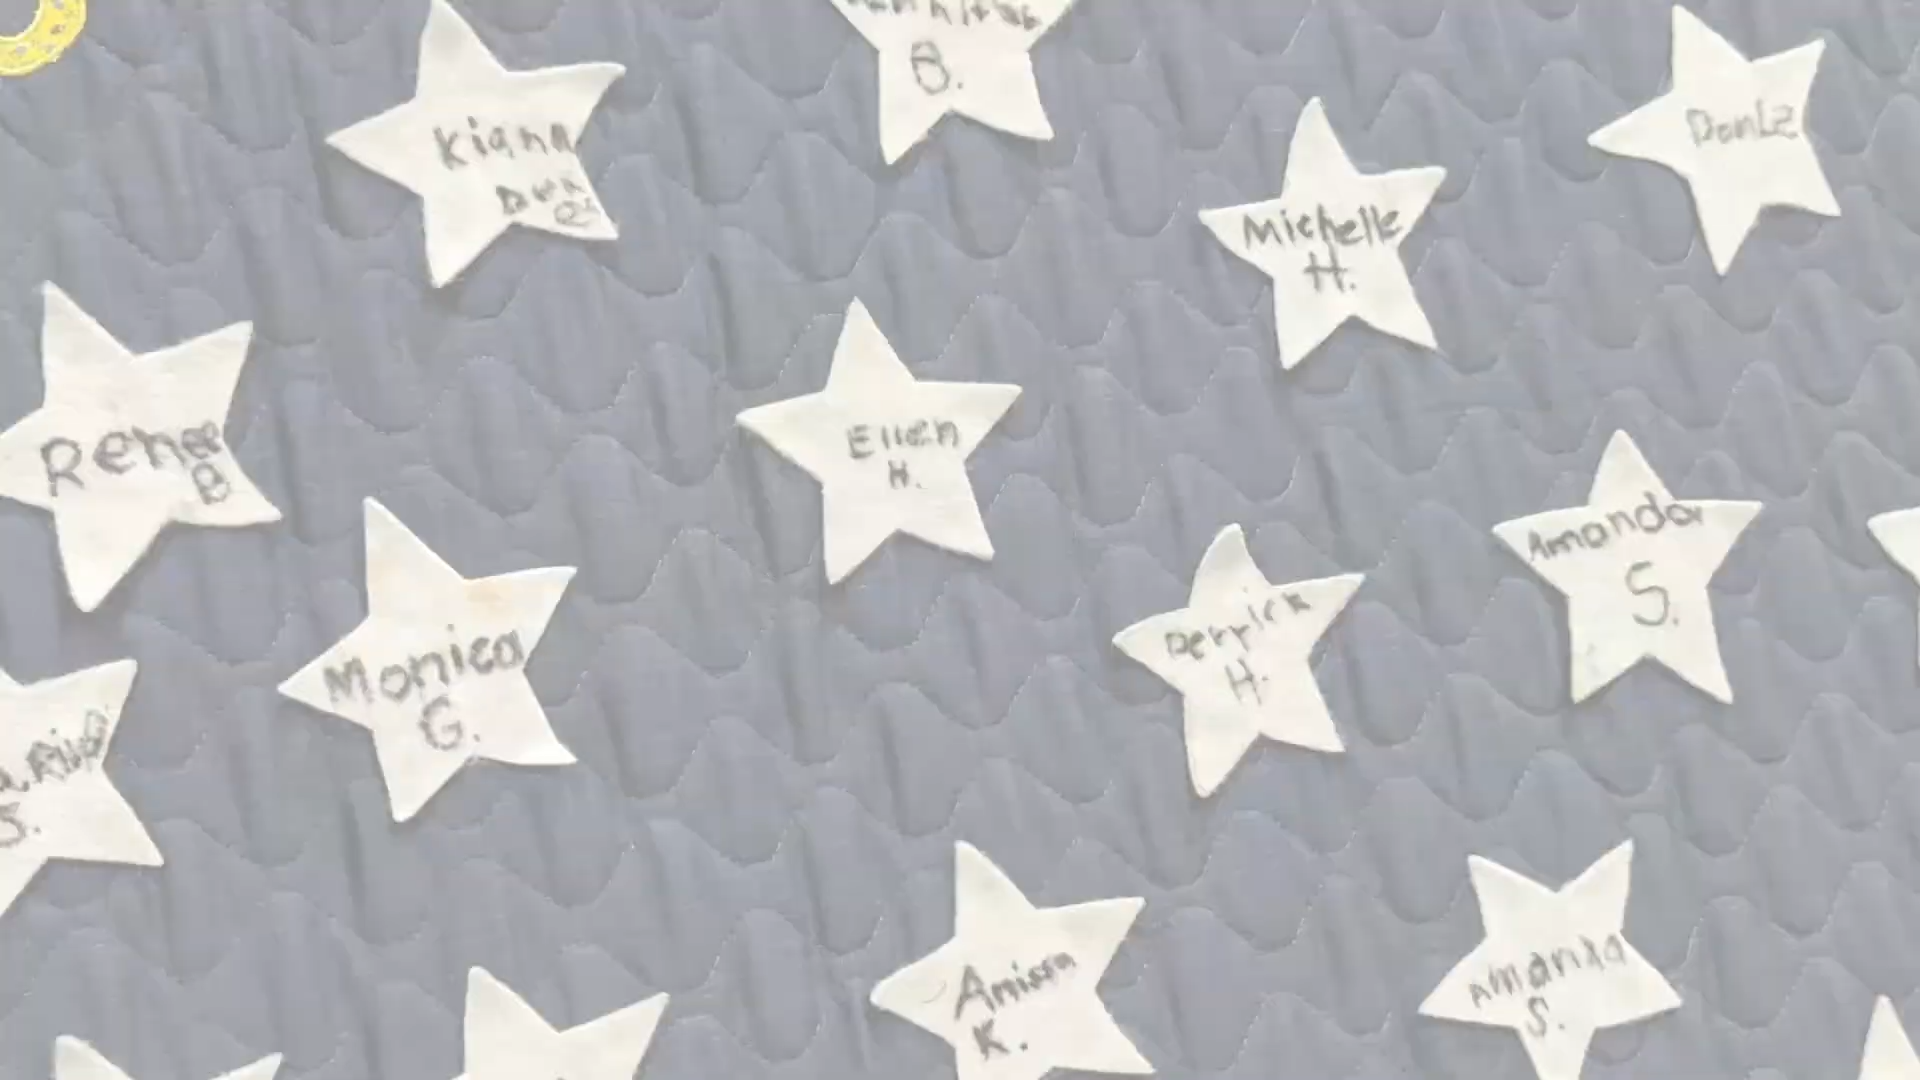 B.
Kiana
Michelle
H.
Renee
B
Ellen
H.
Amanda
S.
Derrick
H.
Monica
G.
S.
Anissa
K.
Amanda
S.